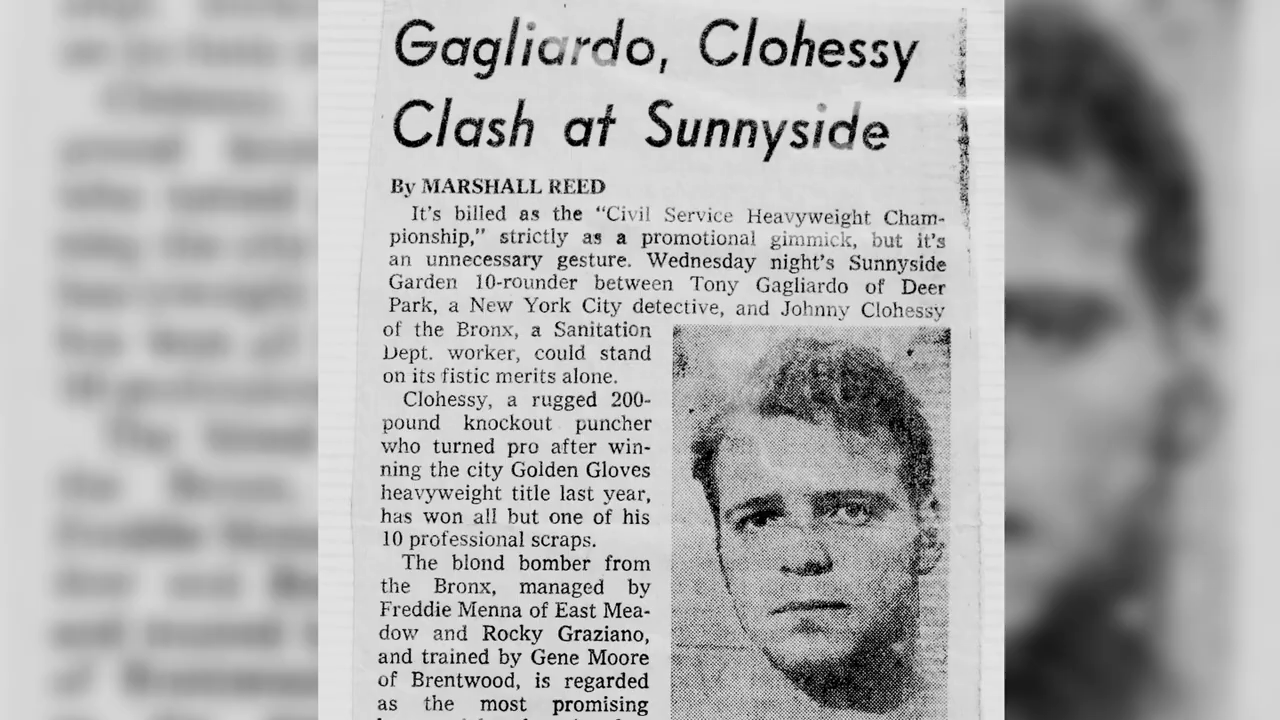 Gagliardo, Clohessy
Clash at Sunnyside
By MARSHALL REED
It's billed as the "Civil Service Heavyweight Cham-
pionship," strictly as a promotional gimmick, but it's
an unnecessary gesture. Wednesday night's Sunnyside
Garden 10-rounder between Tony Gagliardo of Deer
Park, a New York City detective, and Johnny Clohessy
of the Bronx, a Sanitation
Dept. worker, could stand
on its fistic merits alone.
Clohessy, a rugged 200-
pound knockout puncher
who turned pro after win-
ning the city Golden Gloves
heavyweight title last year,
has won all but one of his
10 professional scraps.
The blond bomber from
the Bronx, managed by
Freddie Menna of East Mea-
dow and Rocky Graziano,
and trained by Gene Moore
of Brentwood, is regarded
as the most promising